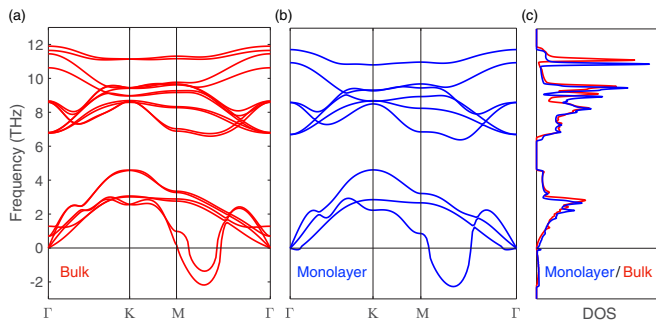 (a) (b) (c)
12
10
8
6
4
2
0
-2
Frequency (THz)
Bulk
Monolayer
Monolayer/Bulk
Γ K M Γ
Γ K M Γ
DOS